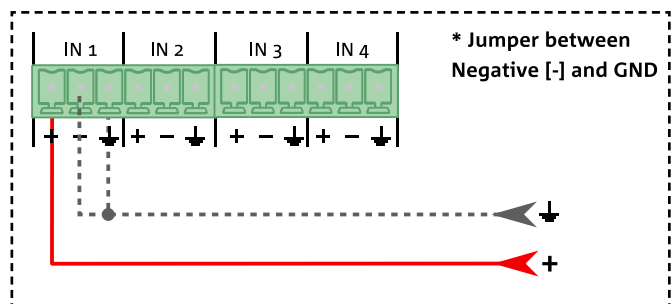 IN 1 IN 2 IN 3 IN 4
* Jumper between
Negative [-] and GND
+ − + − + − + −
+